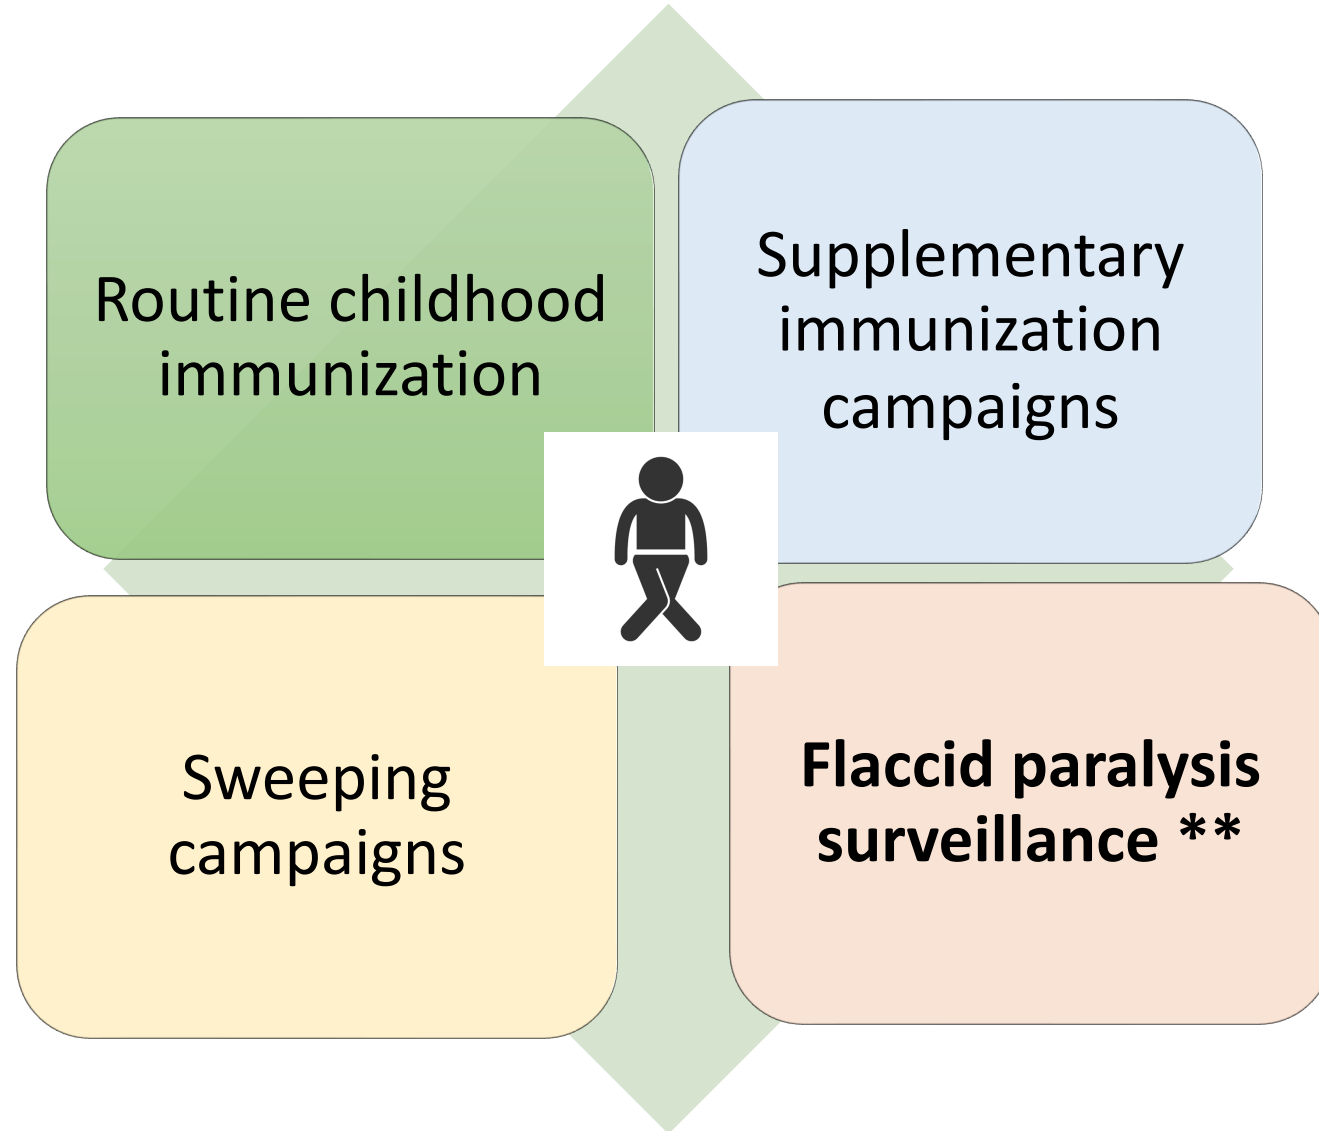 Routine childhood
immunization
Supplementary
immunization
campaigns
Sweeping
campaigns
Flaccid paralysis
surveillance **